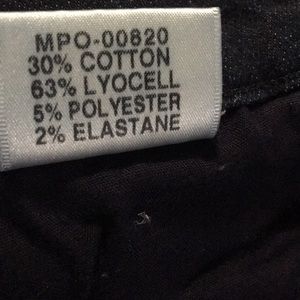 MPO-00820
30% COTTON
63% LYOCELL
5% POLYESTER
2% ELASTANE